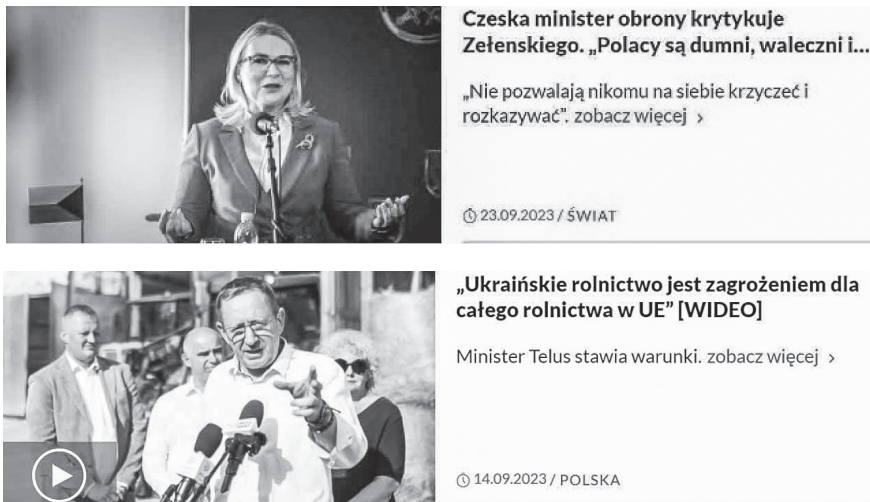 Czeska minister obrony krytykuje
Zełenskiego. „Polacy są dumni, waleczni i...
„Nie pozwalają nikomu na siebie krzyczeć i
rozkazywać”. zobacz więcej ›
23.09.2023 / ŚWIAT
„Ukraińskie rolnictwo jest zagrożeniem dla
całego rolnictwa w UE” [WIDEO]
Minister Telus stawia warunki. zobacz więcej ›
14.09.2023 / POLSKA